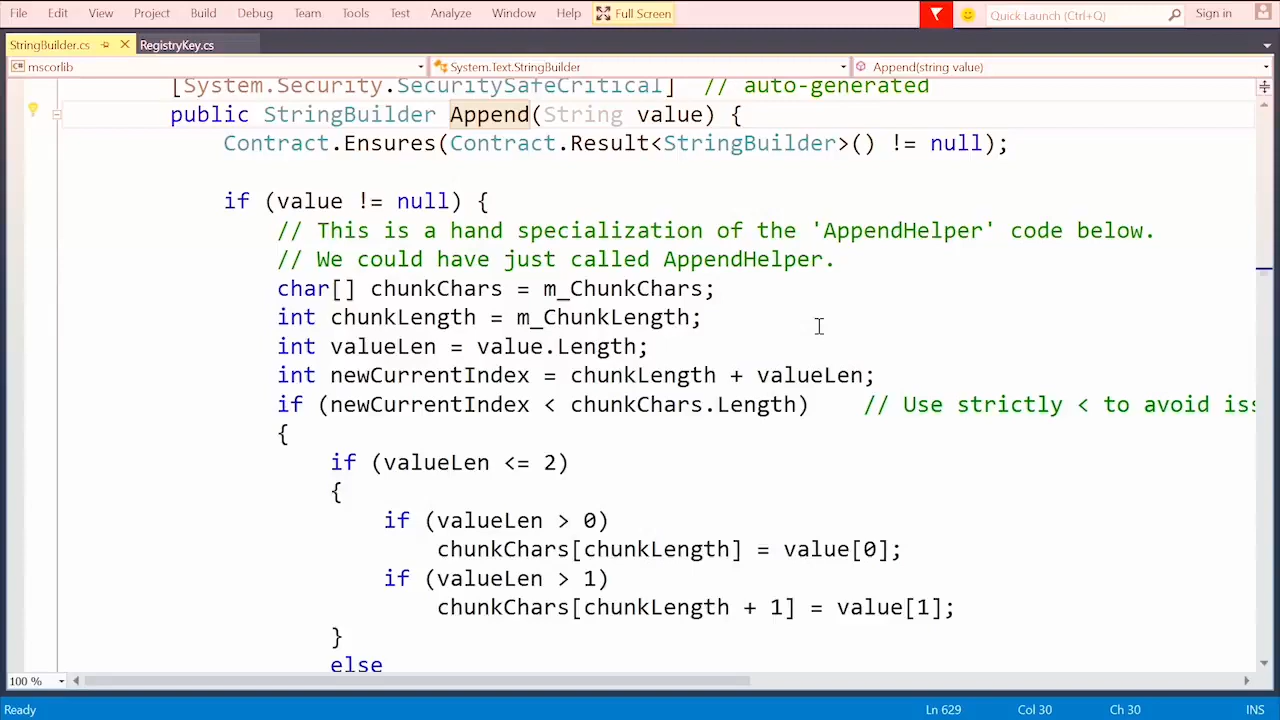 File Edit View Project Build Debug Team Tools Test Analyze Window Help Full Screen Quick Launch (Ctrl+Q) Sign in
StringBuilder.cs RegistryKey.cs
C# mscorlib System.Text.StringBuilder Append(string value)
[System.Security.SecuritySafeCritical]  // auto-generated
public StringBuilder Append(String value) {
Contract.Ensures(Contract.Result<StringBuilder>() != null);
if (value != null) {
// This is a hand specialization of the 'AppendHelper' code below.
// We could have just called AppendHelper.
char[] chunkChars = m_ChunkChars;
int chunkLength = m_ChunkLength;
int valueLen = value.Length;
int newCurrentIndex = chunkLength + valueLen;
if (newCurrentIndex < chunkChars.Length)    // Use strictly < to avoid iss
{
if (valueLen <= 2)
{
if (valueLen > 0)
chunkChars[chunkLength] = value[0];
if (valueLen > 1)
chunkChars[chunkLength + 1] = value[1];
}
else
100 %
Ready Ln 629 Col 30 Ch 30 INS